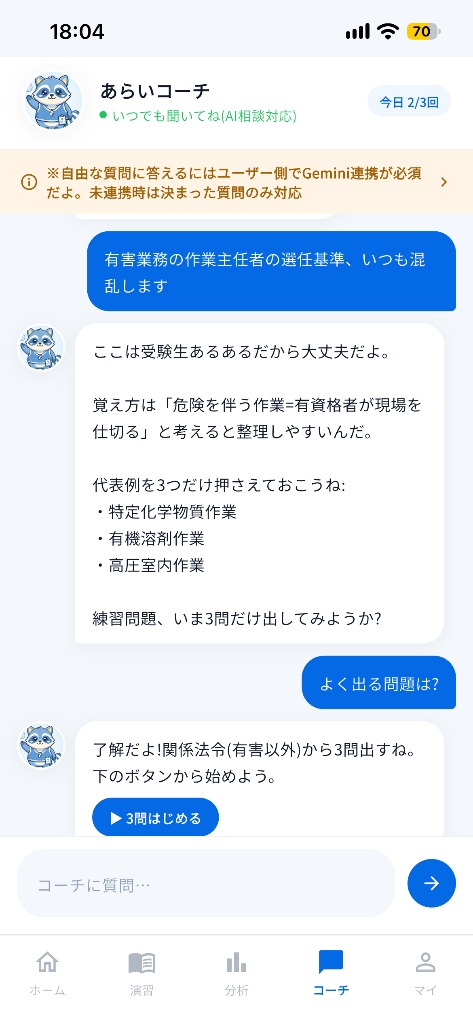 18:04
70
あらいコーチ
いつでも聞いてね(AI相談対応)
今日 2/3回
※自由な質問に答えるにはユーザー側でGemini連携が必須
だよ。未連携時は決まった質問のみ対応
有害業務の作業主任者の選任基準、いつも混
乱します
ここは受験生あるあるだから大丈夫だよ。
覚え方は「危険を伴う作業=有資格者が現場を
仕切る」と考えると整理しやすいんだ。
代表例を3つだけ押さえておこうね:
・特定化学物質作業
・有機溶剤作業
・高圧室内作業
練習問題、いま3問だけ出してみようか?
よく出る問題は?
了解だよ!関係法令(有害以外)から3問出すね。
下のボタンから始めよう。
▶ 3問はじめる
コーチに質問…
ホーム
演習
分析
コーチ
マイ